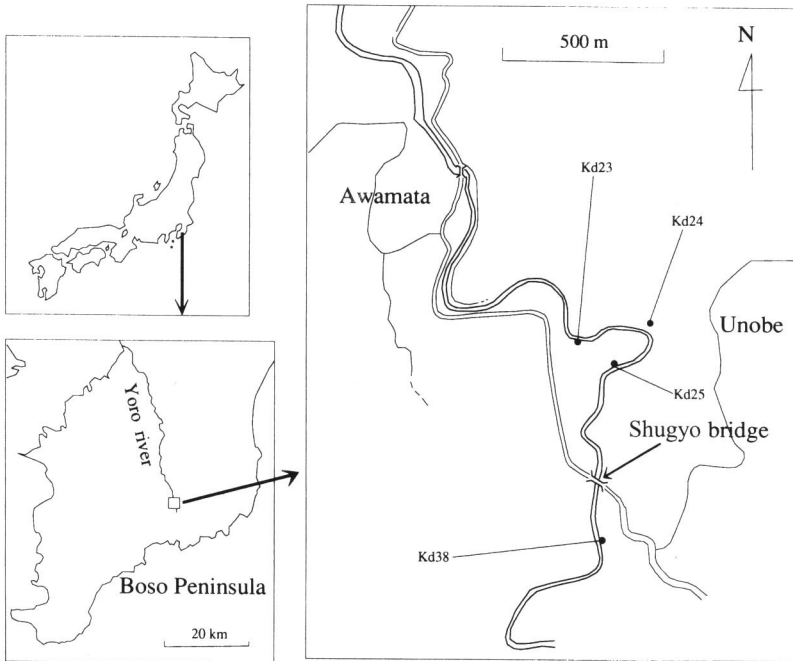 500 m
N
Kd23
Awamata
Kd24
Unobe
Kd25
Shugyo bridge
Kd38
Yoro river
Boso Peninsula
20 km